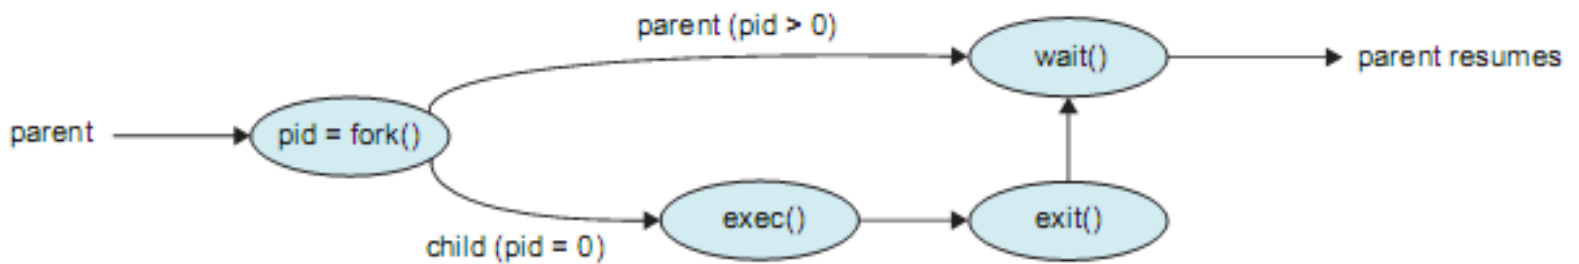 parent (pid > 0)
wait()
parent resumes
parent
pid = fork()
exec()
exit()
child (pid = 0)